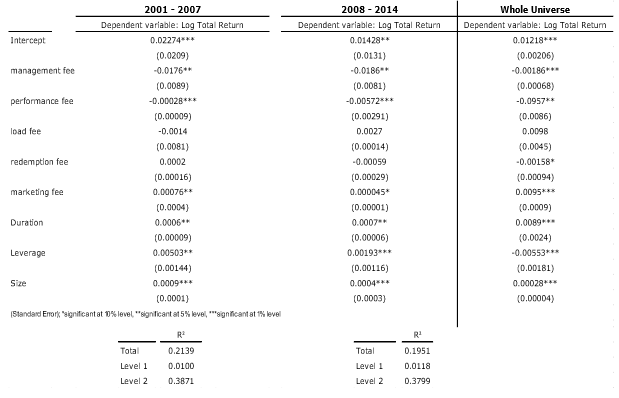 2001 - 2007 2008 - 2014 Whole Universe
Dependent variable: Log Total Return Dependent variable: Log Total Return Dependent variable: Log Total Return
Intercept 0.02274*** 0.01428** 0.01218***
(0.0209) (0.0131) (0.00206)
management fee -0.0176** -0.0186** -0.00186***
(0.0089) (0.0081) (0.00068)
performance fee -0.00028*** -0.00572*** -0.0957**
(0.00009) (0.00291) (0.0086)
load fee -0.0014 0.0027 0.0098
(0.0081) (0.00014) (0.0045)
redemption fee 0.0002 -0.00059 -0.00158*
(0.00016) (0.00029) (0.00094)
marketing fee 0.00076** 0.000045* 0.0095***
(0.0004) (0.00001) (0.0009)
Duration 0.0006** 0.0007** 0.0089***
(0.00009) (0.00006) (0.0024)
Leverage 0.00503** 0.00193*** -0.00553***
(0.00144) (0.00116) (0.00181)
Size 0.0009*** 0.0004*** 0.00028***
(0.0001) (0.0003) (0.00004)
(Standard Error); *significant at 10% level, **significant at 5% level, ***significant at 1% level
R² R²
Total 0.2139 Total 0.1951
Level 1 0.0100 Level 1 0.0118
Level 2 0.3871 Level 2 0.3799